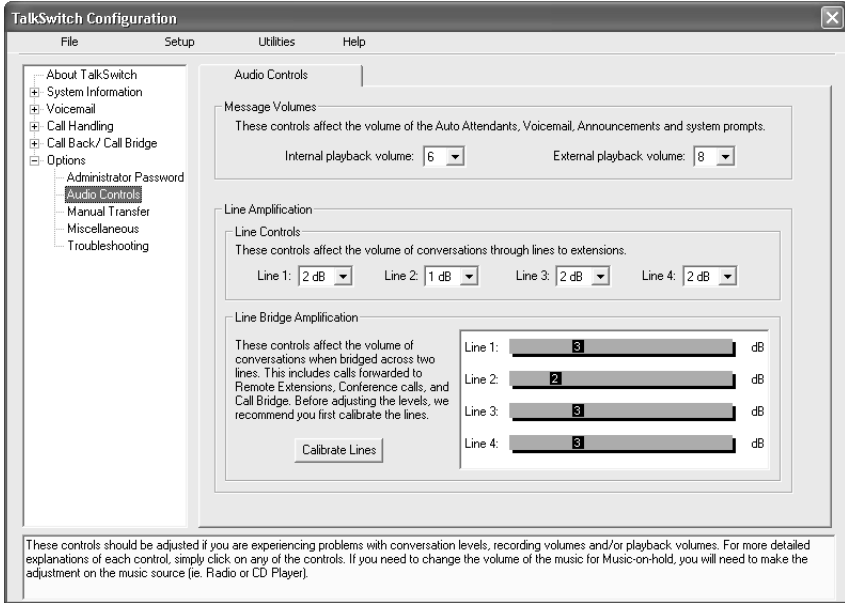 TalkSwitch Configuration
File Setup Utilities Help
About TalkSwitch
System Information
Voicemail
Call Handling
Call Back/ Call Bridge
Options
Administrator Password
Audio Controls
Manual Transfer
Miscellaneous
Troubleshooting
Audio Controls
Message Volumes
These controls affect the volume of the Auto Attendants, Voicemail, Announcements and system prompts.
Internal playback volume: 6 External playback volume: 8
Line Amplification
Line Controls
These controls affect the volume of conversations through lines to extensions.
Line 1: 2 dB Line 2: 1 dB Line 3: 2 dB Line 4: 2 dB
Line Bridge Amplification
These controls affect the volume of
conversations when bridged across two
lines. This includes calls forwarded to
Remote Extensions, Conference calls, and
Call Bridge. Before adjusting the levels, we
recommend you first calibrate the lines.
Calibrate Lines
Line 1: 3 dB
Line 2: 2 dB
Line 3: 3 dB
Line 4: 3 dB
These controls should be adjusted if you are experiencing problems with conversation levels, recording volumes and/or playback volumes. For more detailed
explanations of each control, simply click on any of the controls. If you need to change the volume of the music for Music-on-hold, you will need to make the
adjustment on the music source (ie. Radio or CD Player).